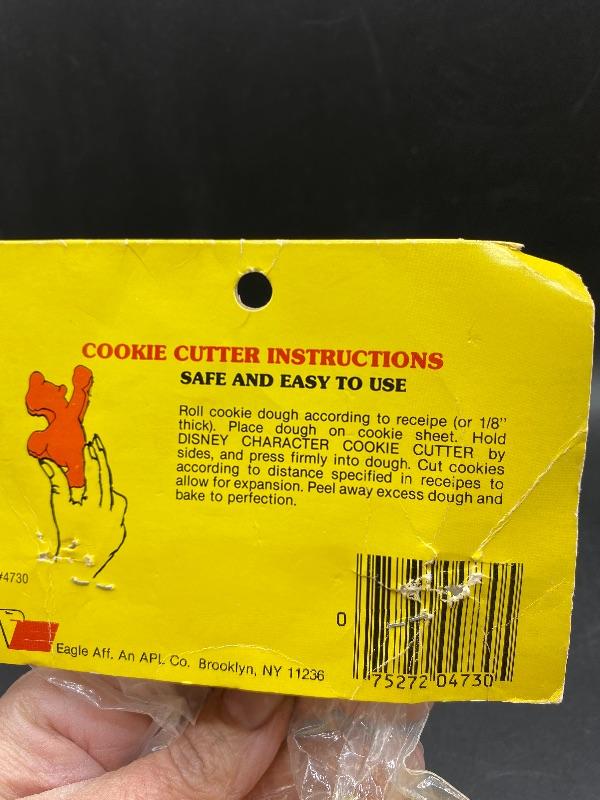 COOKIE CUTTER INSTRUCTIONS
SAFE AND EASY TO USE
Roll cookie dough according to receipe (or 1/8"
thick). Place dough on cookie sheet. Hold
DISNEY CHARACTER COOKIE CUTTER by
sides, and press firmly into dough. Cut cookies
according to distance specified in receipes to
allow for expansion. Peel away excess dough and
bake to perfection.
#4730
Eagle Aff. An APL Co. Brooklyn, NY 11236
0 75272 04730